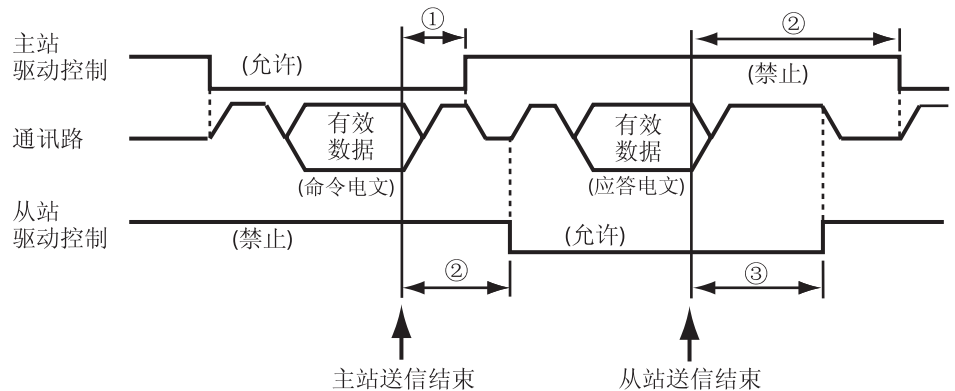 ①
②
主站
驱动控制
(允许)
(禁止)
通讯路
有效
数据
有效
数据
(命令电文)
(应答电文)
从站
驱动控制
(禁止)
(允许)
②
③
主站送信结束
从站送信结束